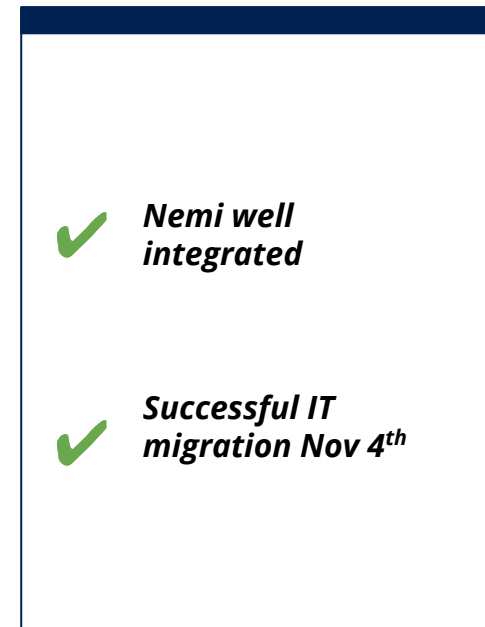 ✔ Nemi well
integrated
✔ Successful IT
migration Nov 4th